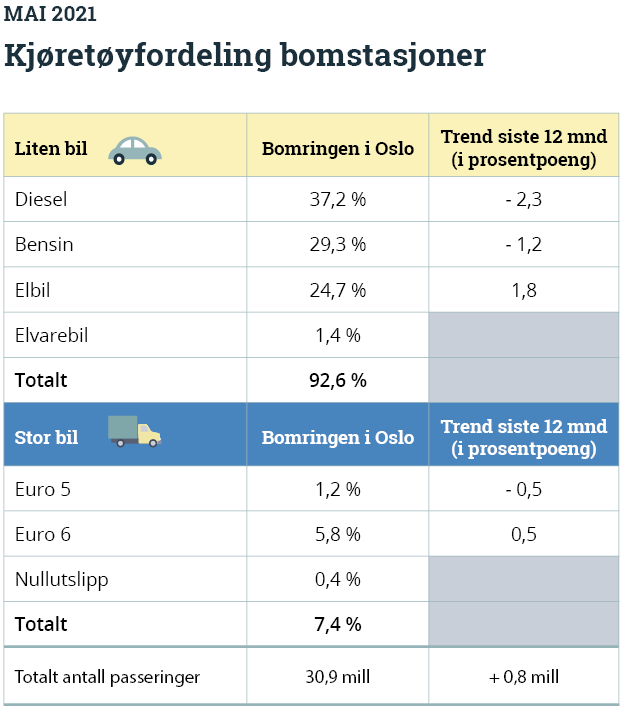 MAI 2021
Kjøretøyfordeling bomstasjoner
Liten bil Bomringen i Oslo Trend siste 12 mnd
(i prosentpoeng)
Diesel 37,2 % - 2,3
Bensin 29,3 % - 1,2
Elbil 24,7 % 1,8
Elvarebil 1,4 %
Totalt 92,6 %
Stor bil Bomringen i Oslo Trend siste 12 mnd
(i prosentpoeng)
Euro 5 1,2 % - 0,5
Euro 6 5,8 % 0,5
Nullutslipp 0,4 %
Totalt 7,4 %
Totalt antall passeringer 30,9 mill + 0,8 mill